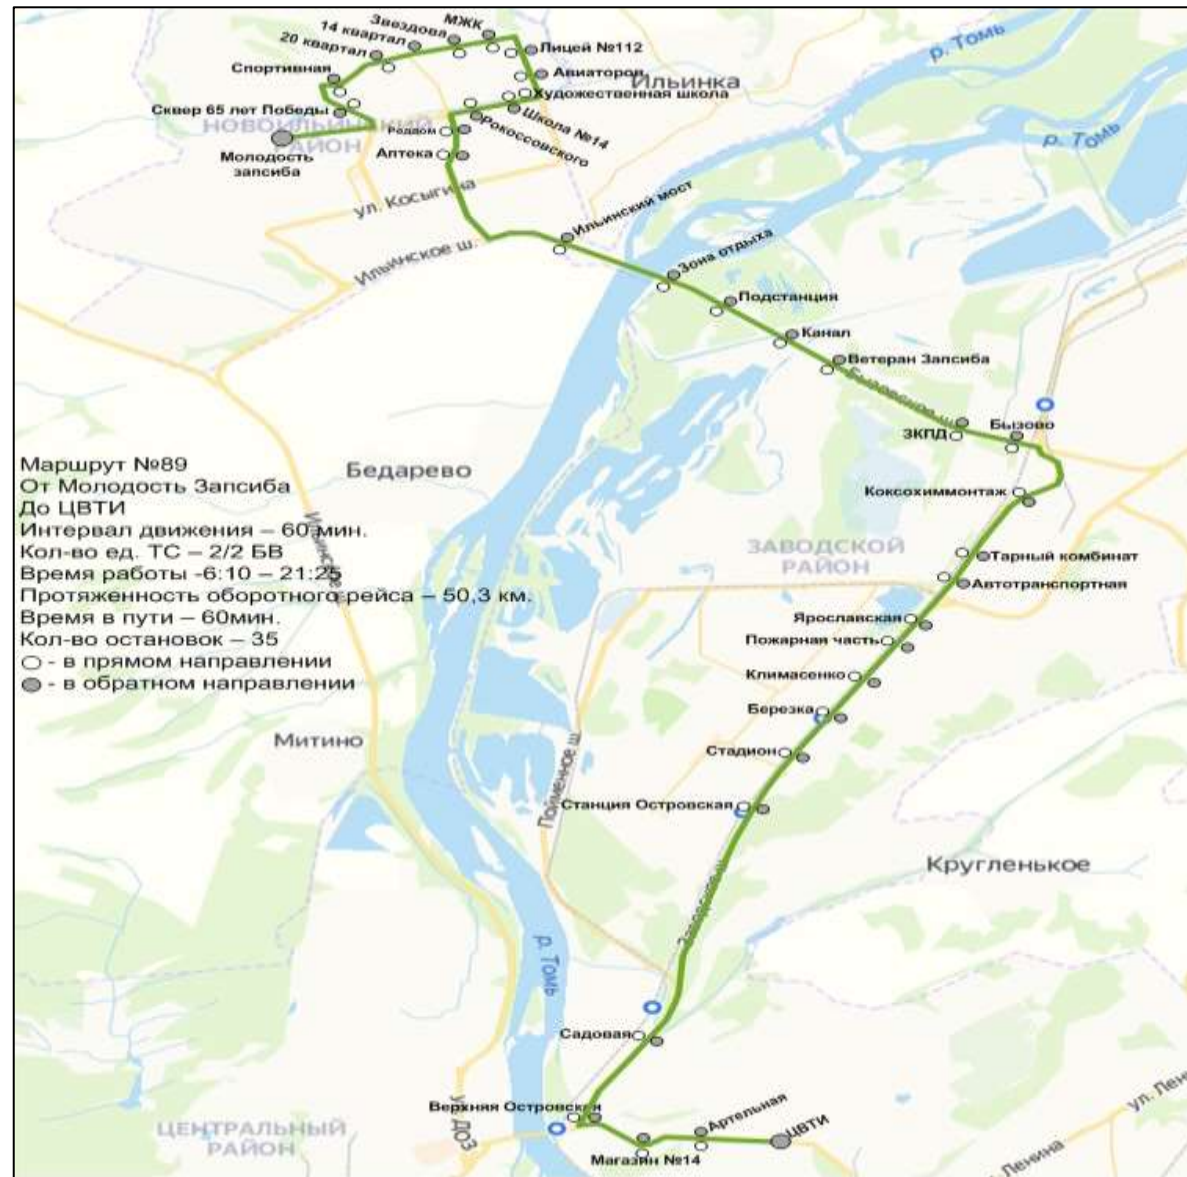 МЖК
Звездова
14 квартал
20 квартал
Спортивная
Сквер 65 лет Победы
НОВОИЛЬИНСКИЙ
РАЙОН
Молодость
запсиба
Лицей №112
Авиаторов
Ильинка
Художественная школа
Школа №14
Рокоссовского
Роддом
Аптека
р. Томь
р. Томь
ул. Косыгина
Ильинское ш.
Ильинский мост
Зона отдыха
Подстанция
Канал
Ветеран Запсиба
Бызовское ш.
ЗКПД
Бызово
Коксохиммонтаж
Бедарево
Маршрут №89
От Молодость Запсиба
До ЦВТИ
Интервал движения – 60 мин.
Кол-во ед. ТС – 2/2 БВ
Время работы -6:10 – 21:25
Протяженность оборотного рейса – 50,3 км.
Время в пути – 60мин.
Кол-во остановок – 35
- в прямом направлении
- в обратном направлении
ЗАВОДСКОЙ
РАЙОН
Тарный комбинат
Автотранспортная
Ярославская
Пожарная часть
Климасенко
Березка
Митино
Стадион
Пойменное ш.
Станция Островская
Кругленькое
р. Томь
Садовая
Верхняя Островская
Артельная
ЦВТИ
Магазин №14
ЦЕНТРАЛЬНЫЙ
РАЙОН
ул. ДОЗ
ул. Лен
Ленина